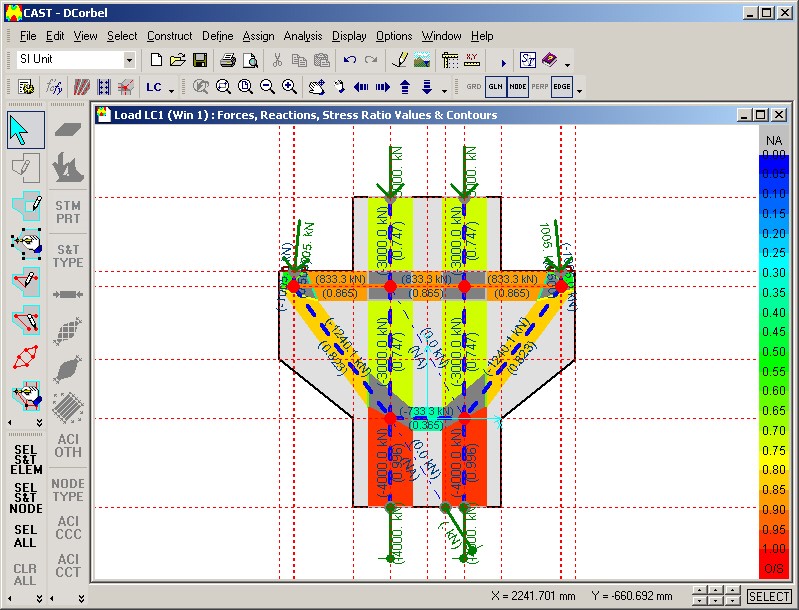 CAST - DCorbel
File Edit View Select Construct Define Assign Analysis Display Options Window Help
SI Unit
LC
GRD GLN NODE PERP EDGE
Load LC1 (Win 1) : Forces, Reactions, Stress Ratio Values & Contours
STM
PRT
S&T
TYPE
ACI
OTH
NODE
TYPE
ACI
CCC
ACI
CCT
SEL
S&T
ELEM
SEL
S&T
NODE
SEL
ALL
CLR
ALL
(-3000.0 kN)
(0.747)
(-3000.0 kN)
(0.747)
(833.3 kN)
(0.865)
(833.3 kN)
(0.865)
(833.3 kN)
(0.865)
(-1240.1 kN)
(0.823)
(-3000.0 kN)
(0.747)
(0.0 kN)
(NA)
(-3000.0 kN)
(0.747)
(-1240.1 kN)
(0.823)
(-733.3 kN)
(0.365)
(-4000.0 kN)
(0.996)
(0.0 kN)
(NA)
(-4000.0 kN)
(0.996)
NA
0.00
0.05
0.10
0.15
0.20
0.25
0.30
0.35
0.40
0.45
0.50
0.55
0.60
0.65
0.70
0.75
0.80
0.85
0.90
0.95
1.00
O/S
X = 2241.701 mm Y = -660.692 mm
SELECT